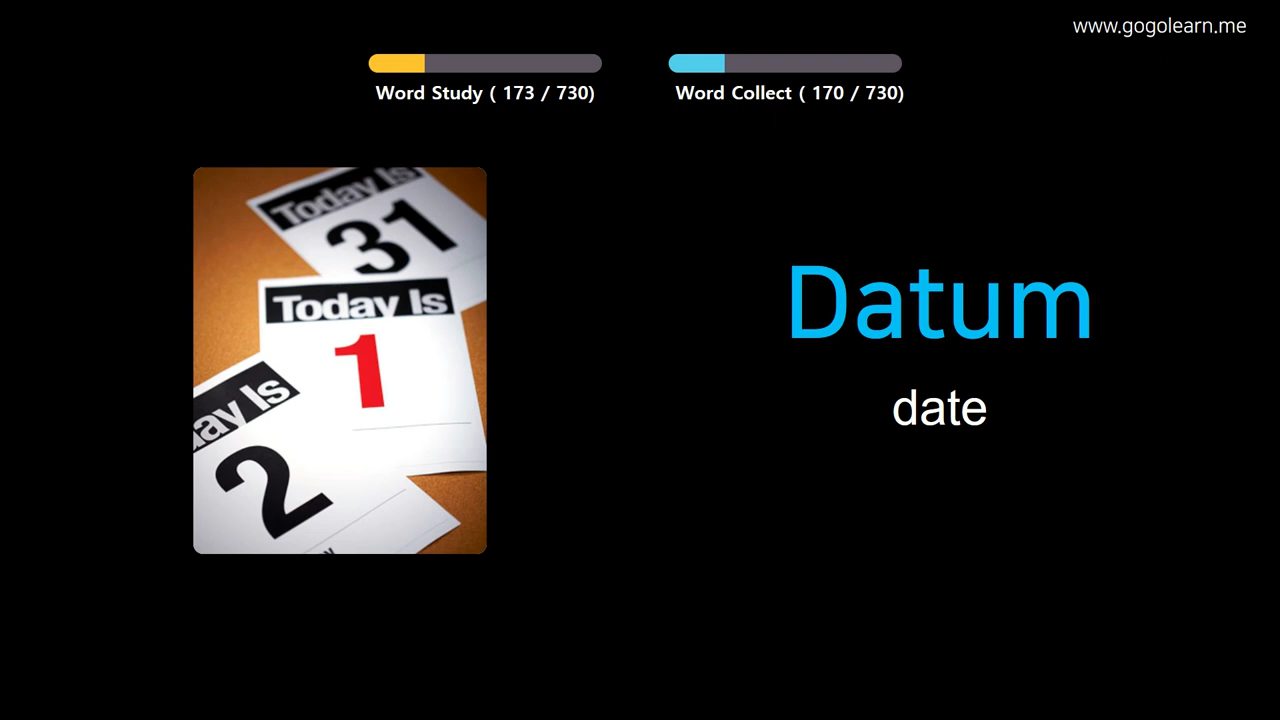 www.gogolearn.me
Word Study ( 173 / 730)
Word Collect ( 170 / 730)
Today Is
31
Today Is
1
ay Is
2
Datum
date